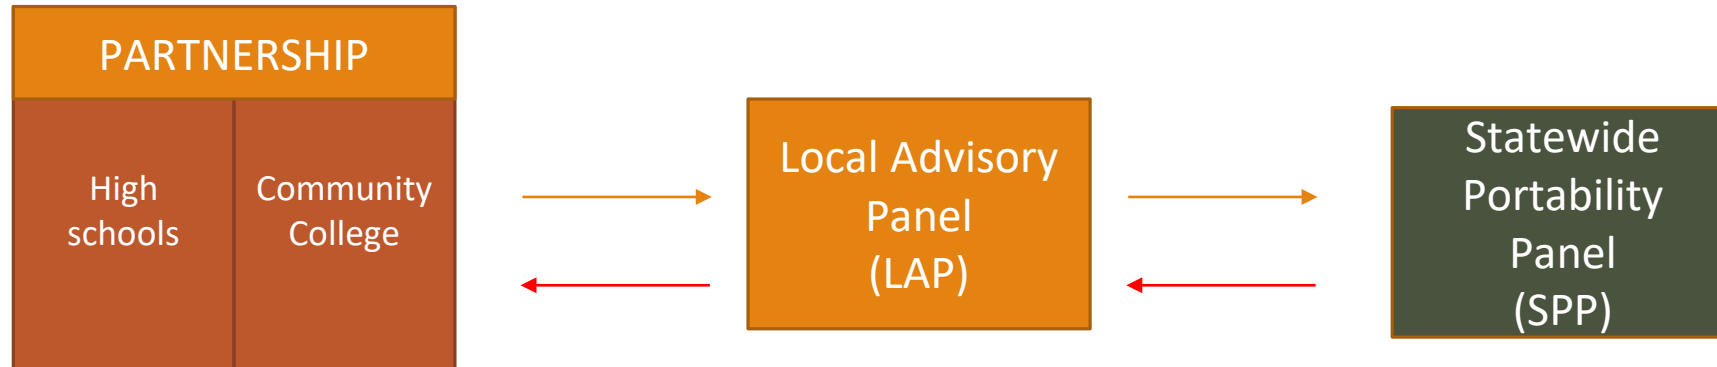 PARTNERSHIP
High
schools
Community
College
Local Advisory
Panel
(LAP)
Statewide
Portability
Panel
(SPP)